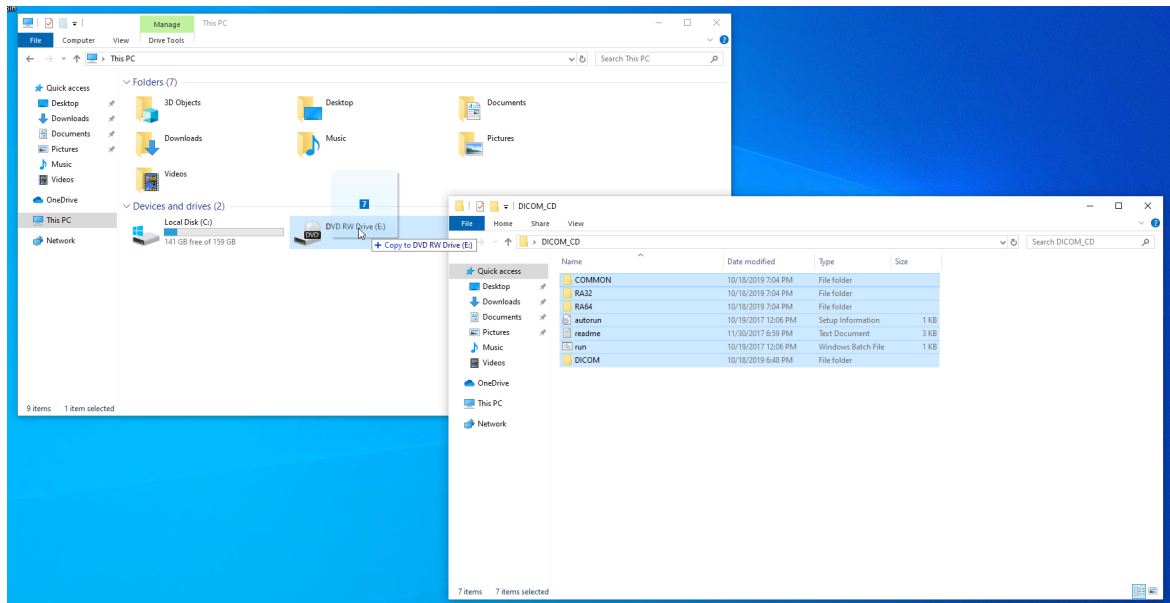 Manage This PC
File Computer View Drive Tools
This PC
Search This PC
Quick access
Desktop
Downloads
Documents
Pictures
Music
Videos
OneDrive
This PC
Network
Folders (7)
3D Objects Desktop Documents
Downloads Music Pictures
Videos
7
Devices and drives (2)
Local Disk (C:)
141 GB free of 159 GB
DVD
DVD RW Drive (E:)
Copy to DVD RW Drive (E:)
9 items 1 item selected
DICOM_CD
File Home Share View
DICOM_CD
Search DICOM_CD
Quick access
Desktop
Downloads
Documents
Pictures
Music
Videos
OneDrive
This PC
Network
Name Date modified Type Size
COMMON 10/18/2019 7:04 PM File folder
RA32 10/18/2019 7:04 PM File folder
RA64 10/18/2019 7:04 PM File folder
autorun 10/19/2017 12:06 PM Setup Information 1 KB
readme 11/30/2017 6:59 PM Text Document 3 KB
run 10/19/2017 12:06 PM Windows Batch File 1 KB
DICOM 10/18/2019 6:48 PM File folder
7 items 7 items selected